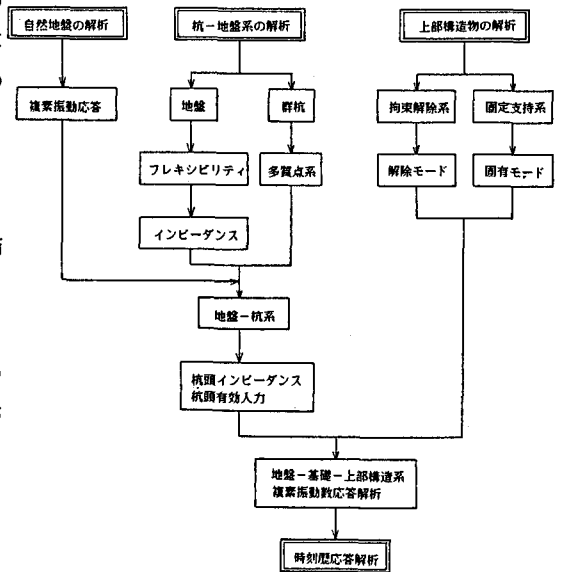 自然地盤の解析
杭－地盤系の解析
上部構造物の解析
複素振動応答
地盤
群杭
拘束解除系
固定支持系
フレキシビリティ
多質点系
解除モード
固有モード
インピーダンス
地盤－杭系
杭頭インピーダンス
杭頭有効入力
地盤－基礎－上部構造系
複素振動数応答解析
時刻歴応答解析